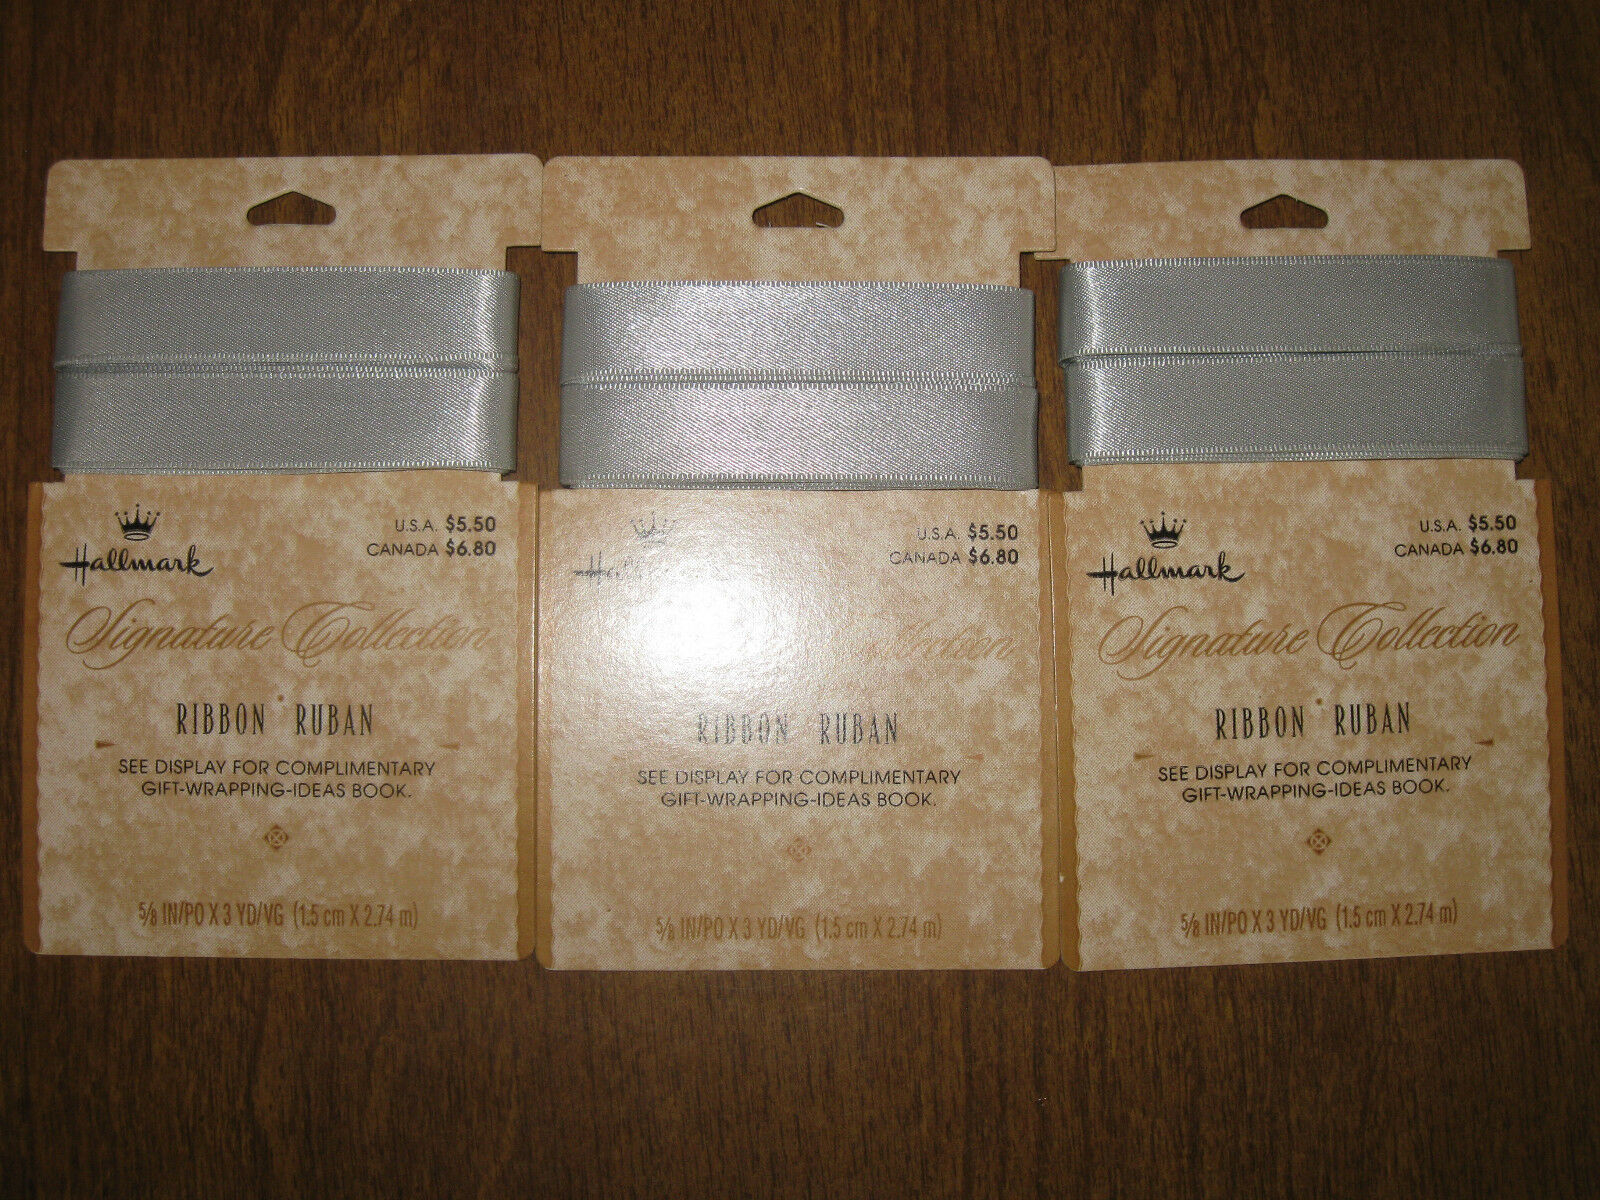 Hallmark
U.S.A. $5.50
CANADA $6.80
Signature Collection
RIBBON RUBAN
SEE DISPLAY FOR COMPLIMENTARY
GIFT-WRAPPING-IDEAS BOOK.
5/8 IN/PO X 3 YD/VG (1.5 cm X 2.74 m)
U.S.A. $5.50
CANADA $6.80
RIBBON RUBAN
SEE DISPLAY FOR COMPLIMENTARY
GIFT-WRAPPING-IDEAS BOOK.
5/8 IN/PO X 3 YD/VG (1.5 cm X 2.74 m)
Hallmark
U.S.A. $5.50
CANADA $6.80
Signature Collection
RIBBON RUBAN
SEE DISPLAY FOR COMPLIMENTARY
GIFT-WRAPPING-IDEAS BOOK.
5/8 IN/PO X 3 YD/VG (1.5 cm X 2.74 m)